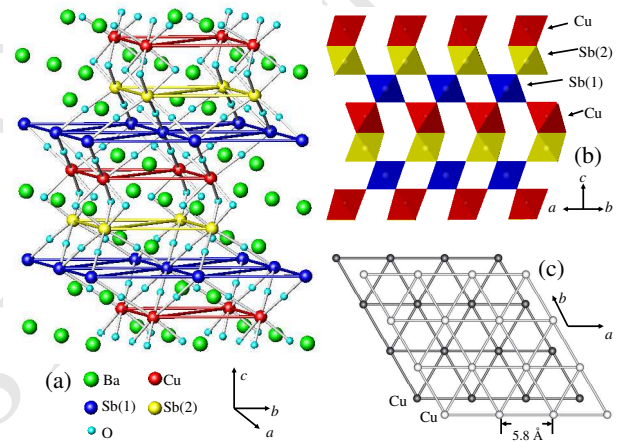 Cu
Sb(2)
Sb(1)
Cu
(b)
c
a b
(c)
b
a
Cu
Cu
5.8 Å
(a)
Ba Cu
Sb(1) Sb(2)
O
c
b
a